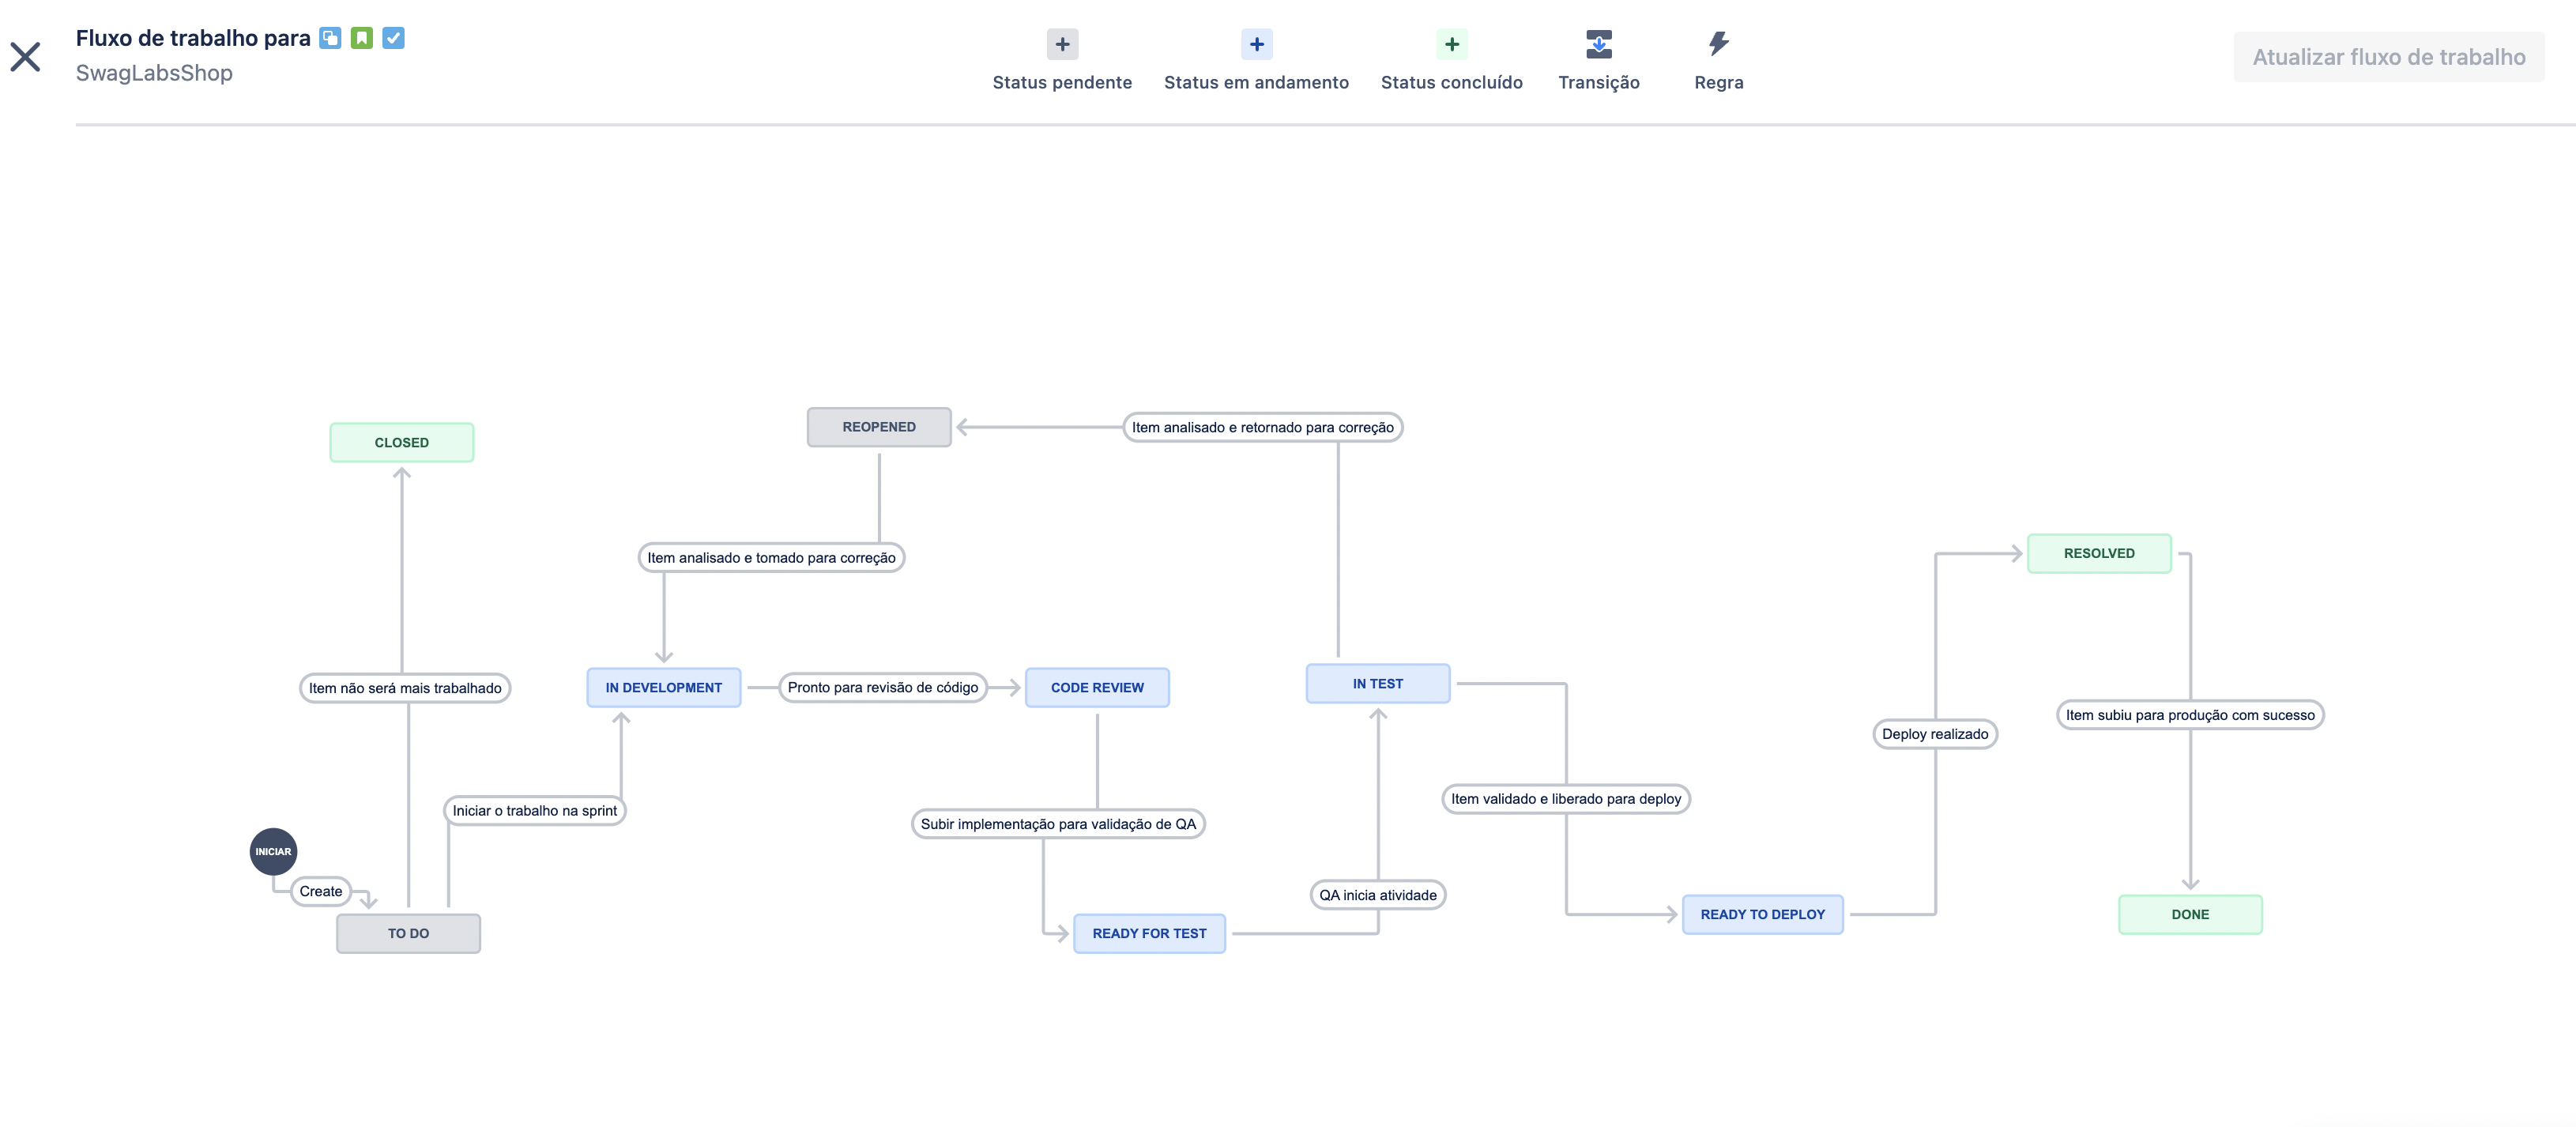 Fluxo de trabalho para
SwagLabsShop
Status pendente
Status em andamento
Status concluído
Transição
Regra
Atualizar fluxo de trabalho
REOPENED
Item analisado e retornado para correção
CLOSED
Item analisado e tomado para correção
RESOLVED
Item não será mais trabalhado
IN DEVELOPMENT
Pronto para revisão de código
CODE REVIEW
IN TEST
Item subiu para produção com sucesso
Deploy realizado
Item validado e liberado para deploy
Iniciar o trabalho na sprint
Subir implementação para validação de QA
INICIAR
Create
QA inicia atividade
READY TO DEPLOY
DONE
TO DO
READY FOR TEST